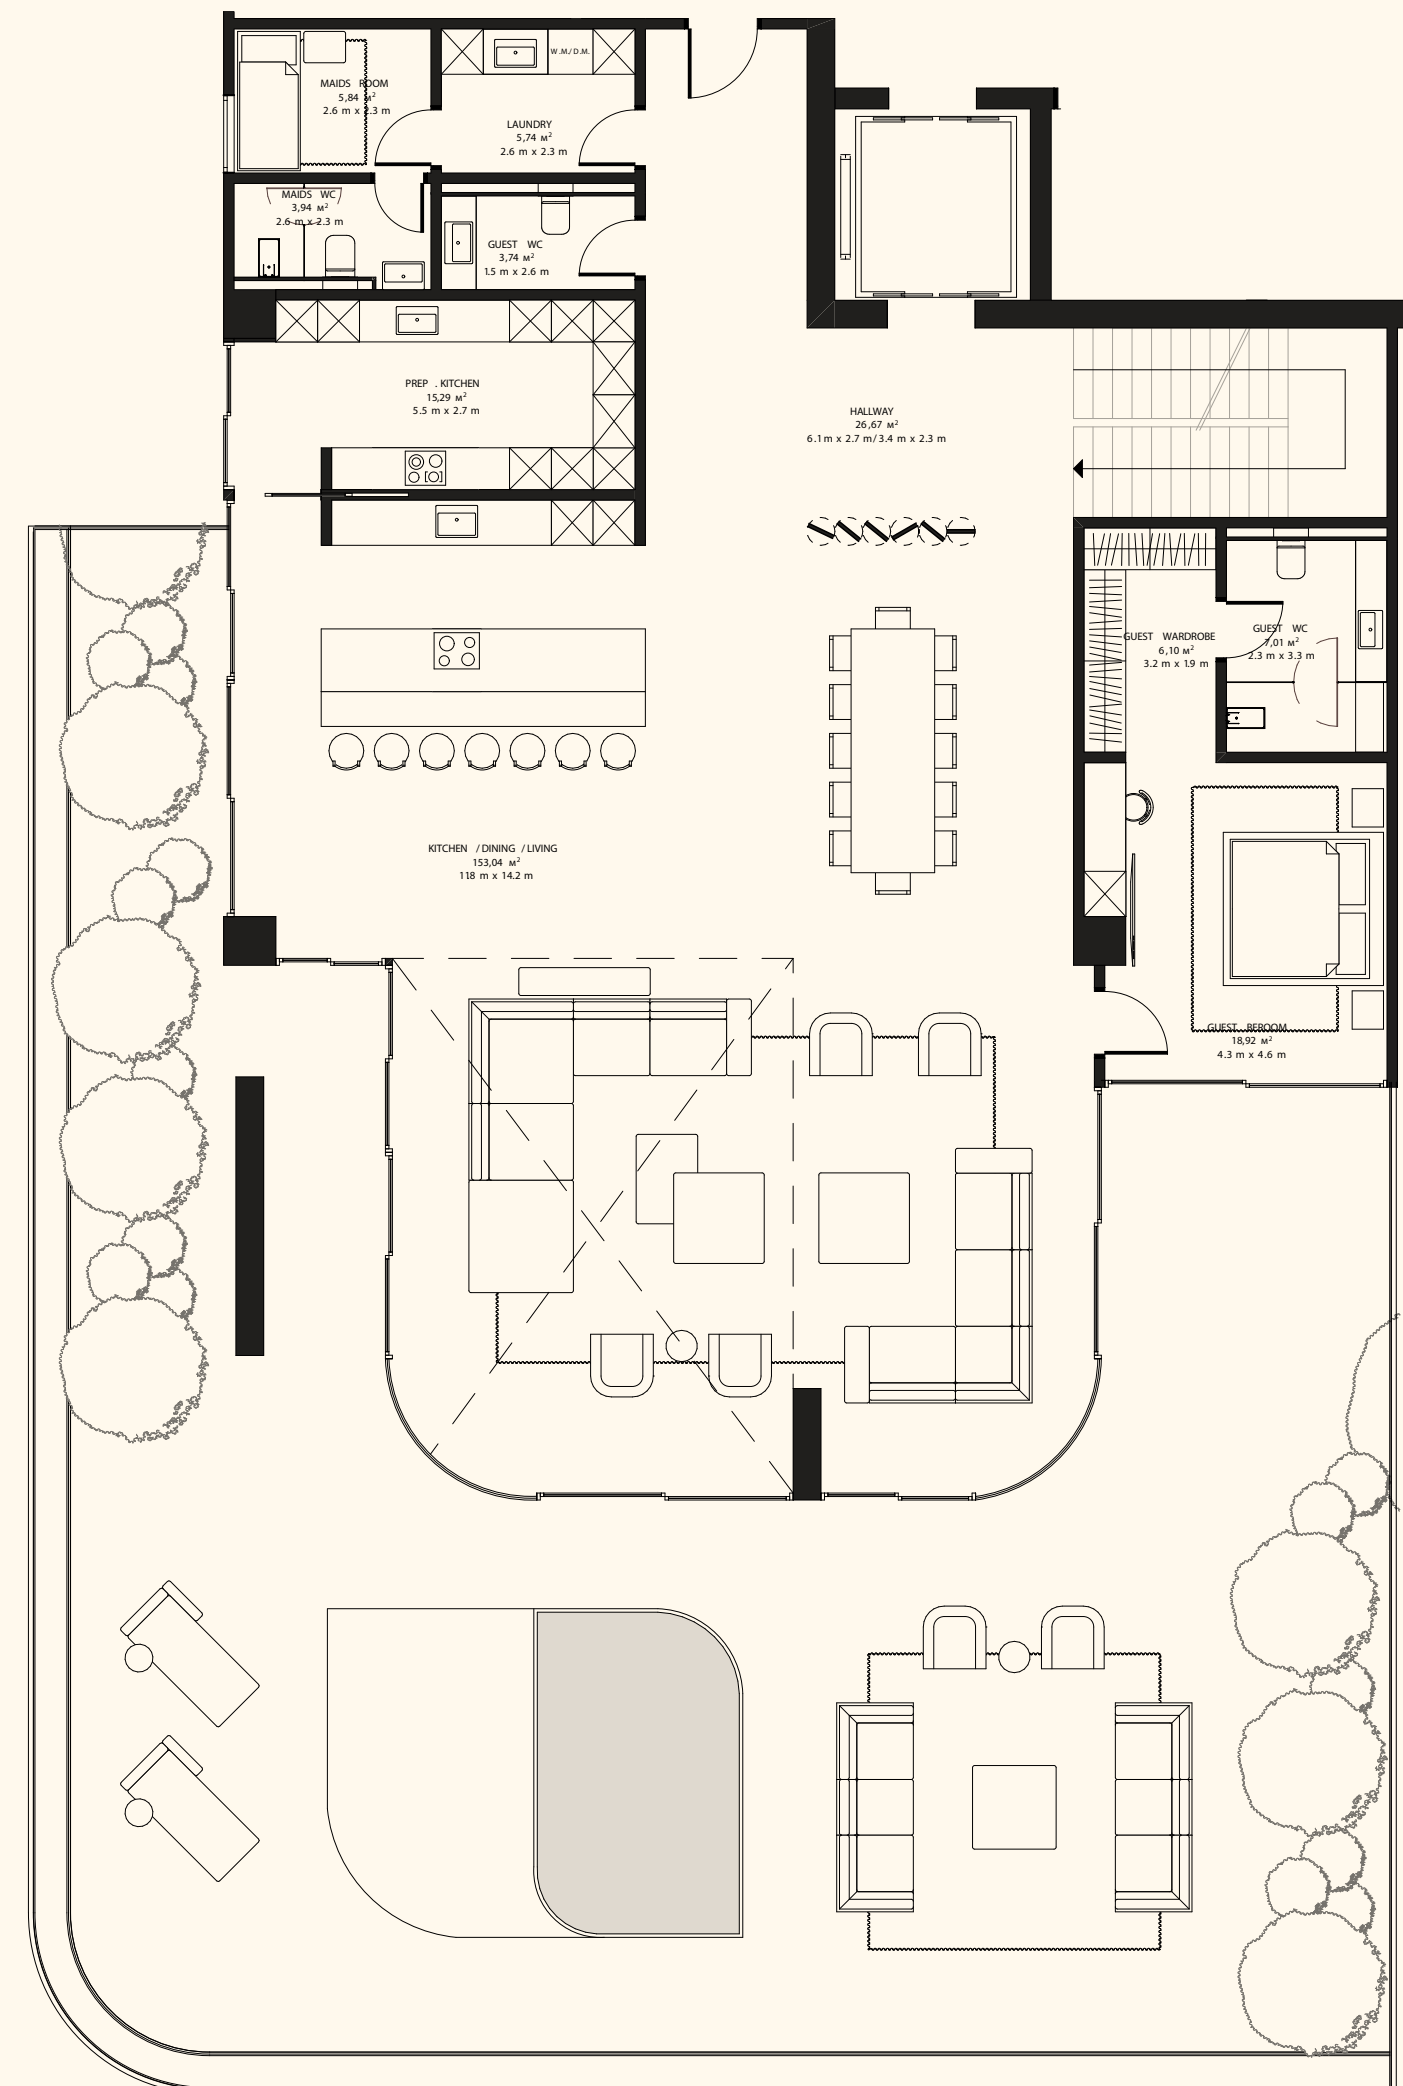 MAIDS ROOM
5,84 м²
2.6 m x 2.3 m
W.M./D.M.
LAUNDRY
5,74 м²
2.6 m x 2.3 m
MAIDS WC
3,94 м²
2.6 m x 2.3 m
GUEST WC
3,74 м²
1.5 m x 2.6 m
PREP . KITCHEN
15,29 м²
5.5 m x 2.7 m
HALLWAY
26,67 м²
6.1 m x 2.7 m/3.4 m x 2.3 m
GUEST WARDROBE
6,10 м²
3.2 m x 1.9 m
GUEST WC
7,01 м²
2.3 m x 3.3 m
KITCHEN / DINING / LIVING
153,04 м²
11.8 m x 14.2 m
GUEST . BEROOM
18,92 м²
4.3 m x 4.6 m